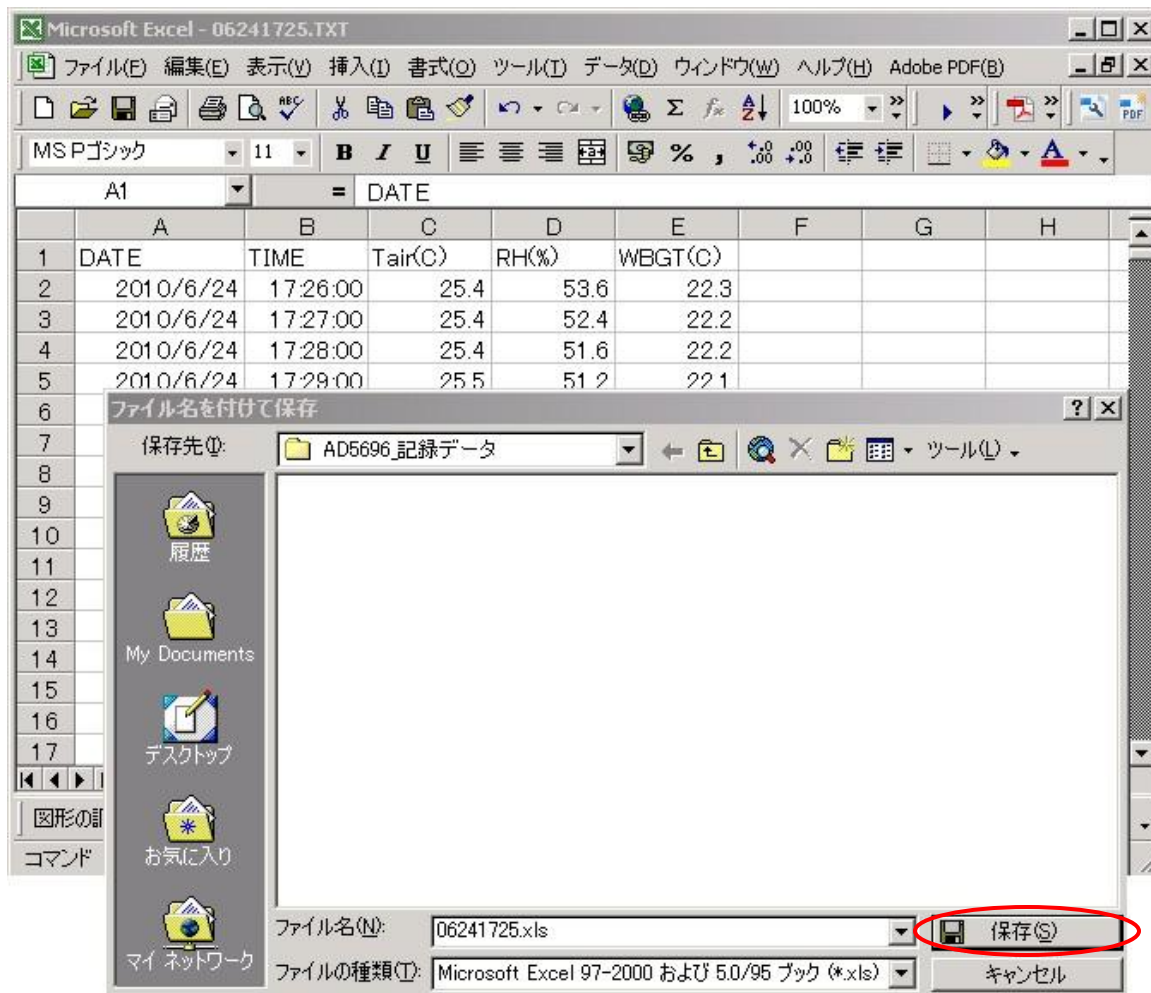 Microsoft Excel - 06241725.TXT
ファイル(F) 編集(E) 表示(V) 挿入(I) 書式(O) ツール(T) データ(D) ウィンドウ(W) ヘルプ(H) Adobe PDF(B)
100%
MS Pゴシック 11 B I U % ,
A1 = DATE
A B C D E F G H
1 DATE TIME Tair(C) RH(%) WBGT(C)
2 2010/6/24 17:26:00 25.4 53.6 22.3
3 2010/6/24 17:27:00 25.4 52.4 22.2
4 2010/6/24 17:28:00 25.4 51.6 22.2
5 2010/6/24 17:29:00 25.5 51.2 22.1
6
7
8
9
10
11
12
13
14
15
16
17
図形の
コマンド
ファイル名を付けて保存
保存先(I): AD5696_記録データ ツール(L)
履歴
My Documents
デスクトップ
お気に入り
マイ ネットワーク
ファイル名(N): 06241725.xls 保存(S)
ファイルの種類(T): Microsoft Excel 97-2000 および 5.0/95 ブック (*.xls) キャンセル